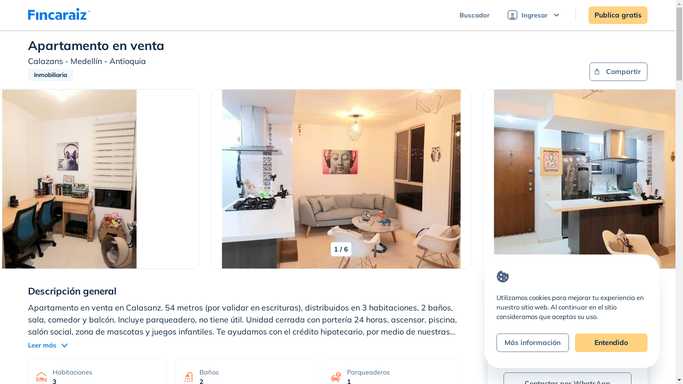 Fincaraiz
Buscador
Ingresar
Publica gratis
Apartamento en venta
Calazans - Medellín - Antioquia
Inmobiliaria
Compartir
1 / 6
Descripción general
Apartamento en venta en Calasanz. 54 metros (por validar en escrituras), distribuidos en 3 habitaciones, 2 baños,
sala, comedor y balcón. Incluye parqueadero, no tiene útil. Unidad cerrada con portería 24 horas, ascensor, piscina,
salón social, zona de mascotas y juegos infantiles. Te ayudamos con el crédito hipotecario, por medio de nuestras...
Leer más
Habitaciones
3
Baños
2
Parqueaderos
1
Utilizamos cookies para mejorar tu experiencia en
nuestro sitio web. Al continuar en el sitio
consideramos que aceptas su uso.
Más información
Entendido
Contactar por WhatsApp